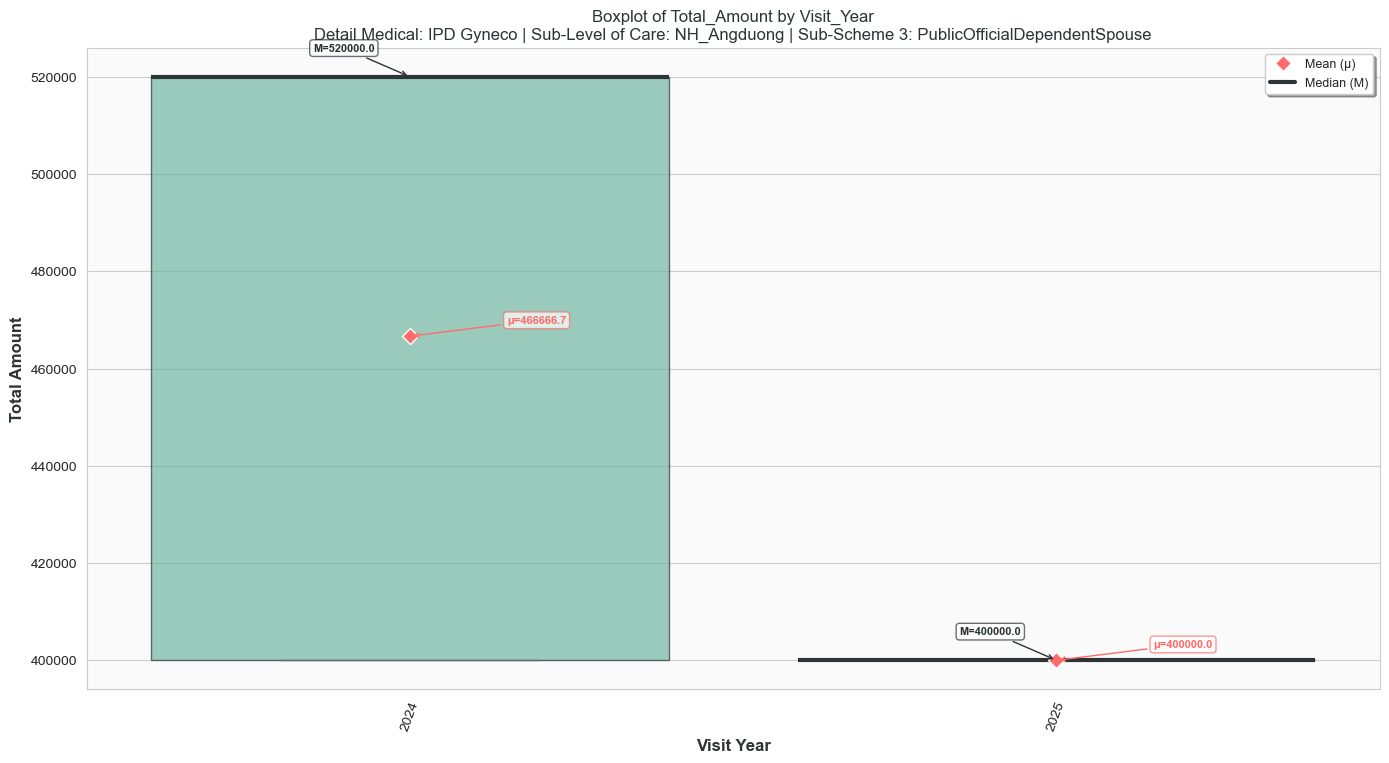 Boxplot of Total_Amount by Visit_Year
Detail Medical: IPD Gyneco | Sub-Level of Care: NH_Angduong | Sub-Scheme 3: PublicOfficialDependentSpouse
M=520000.0
Mean (μ)
Median (M)
520000
500000
480000
μ=466666.7
460000
440000
420000
400000
M=400000.0
μ=400000.0
Total Amount
2024
2025
Visit Year